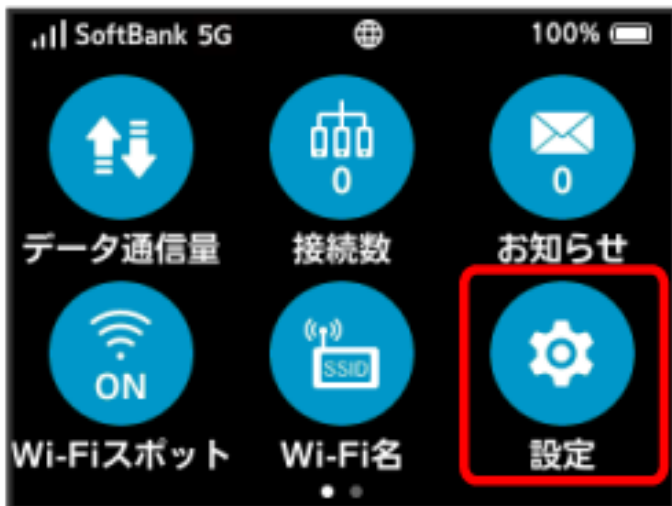 SoftBank 5G 100%
0 0
データ通信量 接続数 お知らせ
ON SSID
Wi-Fiスポット Wi-Fi名 設定